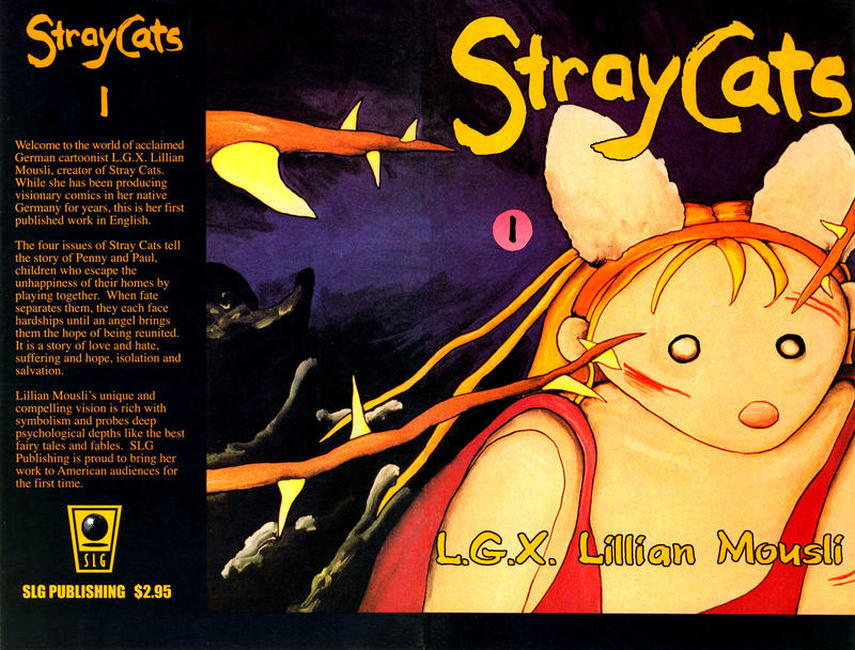 Stray Cats
1
Welcome to the world of acclaimed
German cartoonist L.G.X. Lillian
Mousli, creator of Stray Cats.
While she has been producing
visionary comics in her native
Germany for years, this is her first
published work in English.
The four issues of Stray Cats tell
the story of Penny and Paul,
children who escape the
unhappiness of their homes by
playing together. When fate
separates them, they each face
hardships until an angel brings
them the hope of being reunited.
It is a story of love and hate,
suffering and hope, isolation and
salvation.
Lillian Mousli's unique and
compelling vision is rich with
symbolism and probes deep
psychological depths like the best
fairy tales and fables. SLG
Publishing is proud to bring her
work to American audiences for
the first time.
SLG
SLG PUBLISHING $2.95
Stray Cats
1
L.G.X. Lillian Mousli